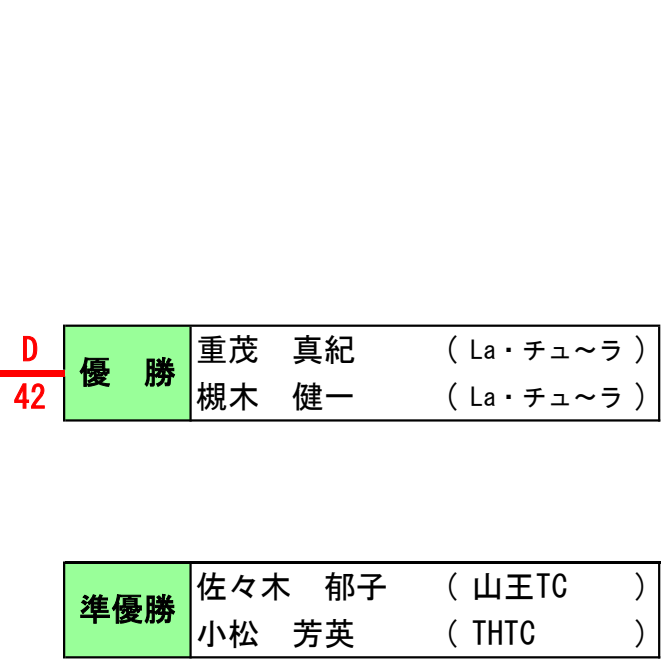 D
42
優　勝
重茂　真紀　（ La・チュ～ラ ）
槻木　健一　（ La・チュ～ラ ）
準優勝
佐々木　郁子　（ 山王TC ）
小松　芳英　（ THTC ）